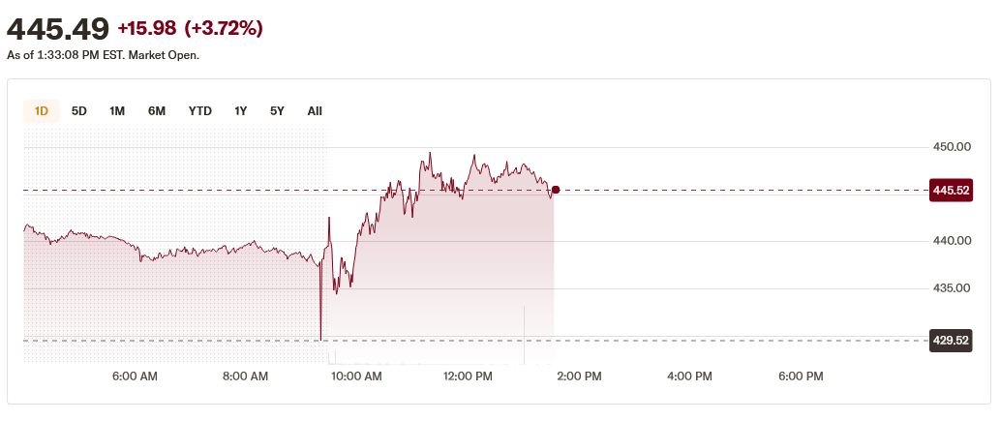 445.49 +15.98 (+3.72%)
As of 1:33:08 PM EST. Market Open.
1D 5D 1M 6M YTD 1Y 5Y All
450.00
445.52
440.00
435.00
429.52
6:00 AM 8:00 AM 10:00 AM 12:00 PM 2:00 PM 4:00 PM 6:00 PM